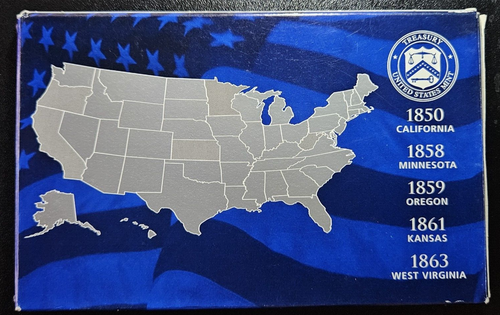 TREASURY
UNITED STATES MINT
1850
CALIFORNIA
1858
MINNESOTA
1859
OREGON
1861
KANSAS
1863
WEST VIRGINIA